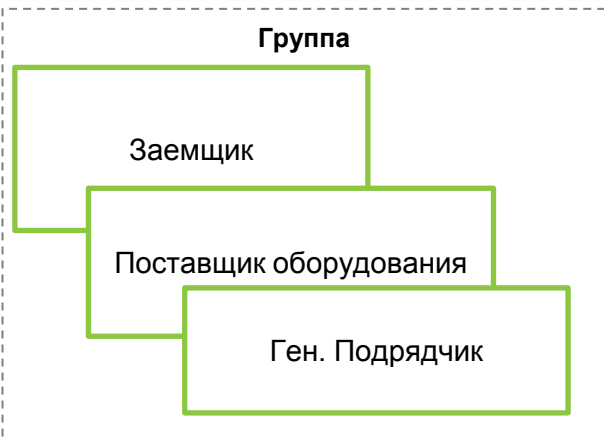 Группа
Заемщик
Поставщик оборудования
Ген. Подрядчик